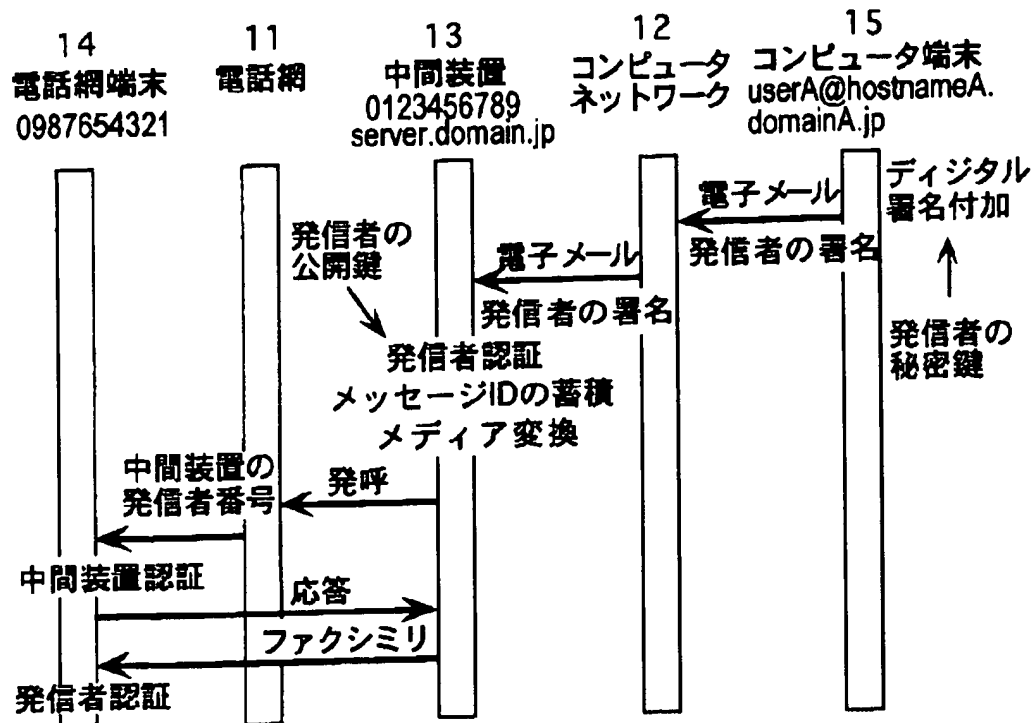 14
電話網端末
0987654321
11
電話網
13
中間装置
0123456789
server.domain.jp
12
コンピュータ
ネットワーク
15
コンピュータ端末
userA@hostnameA.
domainA.jp
電子メール
ディジタル
署名付加
発信者の署名
発信者の
公開鍵
電子メール
発信者の署名
発信者の
秘密鍵
発信者認証
メッセージIDの蓄積
メディア変換
中間装置の
発信者番号
発呼
中間装置認証
応答
ファクシミリ
発信者認証